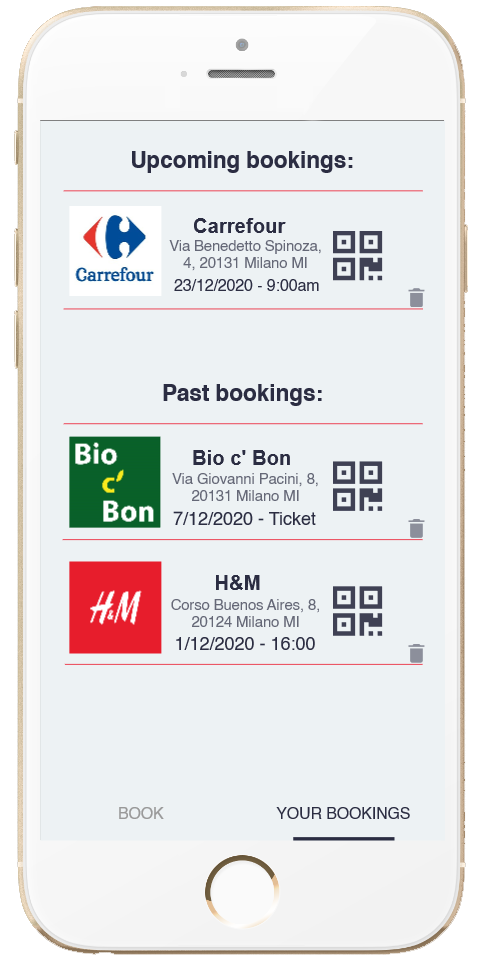 Upcoming bookings:
Carrefour
Carrefour
Via Benedetto Spinoza,
4, 20131 Milano MI
23/12/2020 - 9:00am
Past bookings:
Bio
c'
Bon
Bio c' Bon
Via Giovanni Pacini, 8,
20131 Milano MI
7/12/2020 - Ticket
H&M
H&M
Corso Buenos Aires, 8,
20124 Milano MI
1/12/2020 - 16:00
BOOK
YOUR BOOKINGS